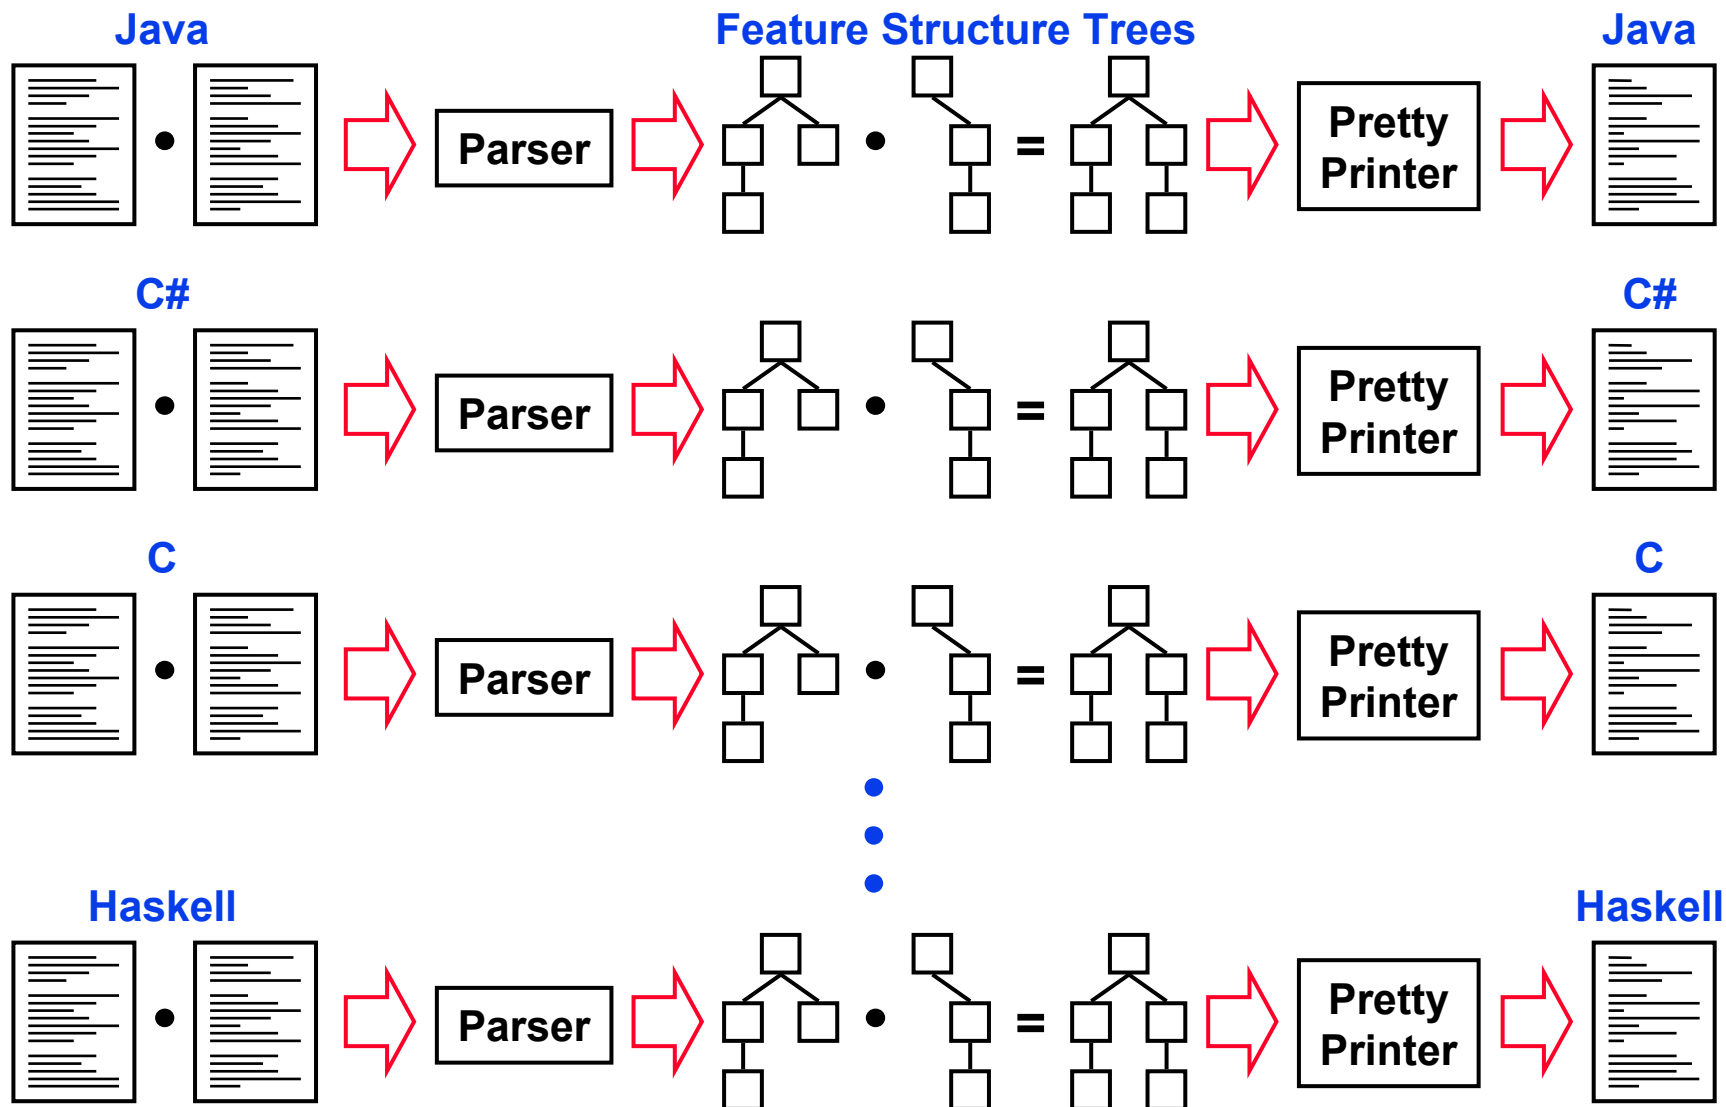 Java
Feature Structure Trees
Java
Parser
=
Pretty
Printer
C#
C#
Parser
=
Pretty
Printer
C
C
Parser
=
Pretty
Printer
Haskell
Haskell
Parser
=
Pretty
Printer